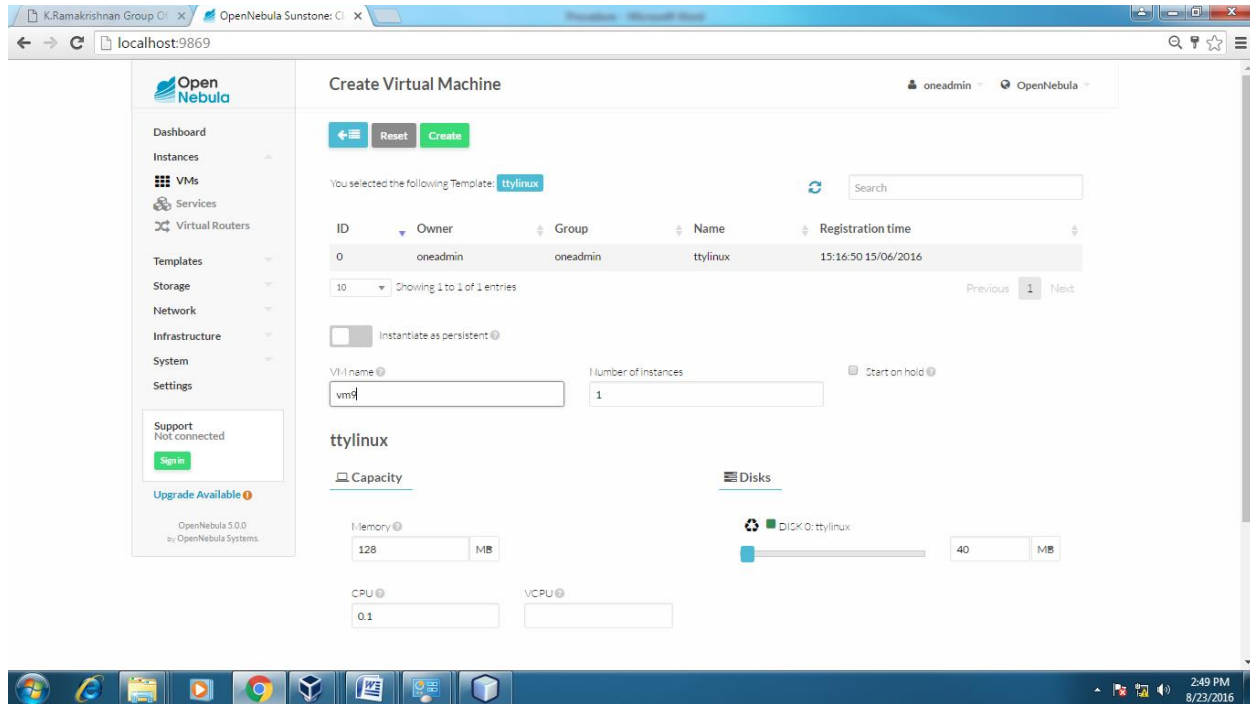 K.Ramakrishnan Group Of
OpenNebula Sunstone: Cl
Procedure - Microsoft Word
localhost:9869
Open
Nebula
Create Virtual Machine
oneadmin
OpenNebula
Dashboard
Instances
VMs
Services
Virtual Routers
Templates
Storage
Network
Infrastructure
System
Settings
Support
Not connected
Sign in
Upgrade Available
OpenNebula 5.0.0
by OpenNebula Systems.
Reset
Create
You selected the following Template: ttylinux
Search
ID Owner Group Name Registration time
0 oneadmin oneadmin ttylinux 15:16:50 15/06/2016
10 Showing 1 to 1 of 1 entries
Previous 1 Next
Instantiate as persistent
VM name
Number of instances
Start on hold
vm9
1
ttylinux
Capacity
Disks
Memory
DISK 0: ttylinux
128 MB
40 MB
CPU
VCPU
0.1
2:49 PM
8/23/2016